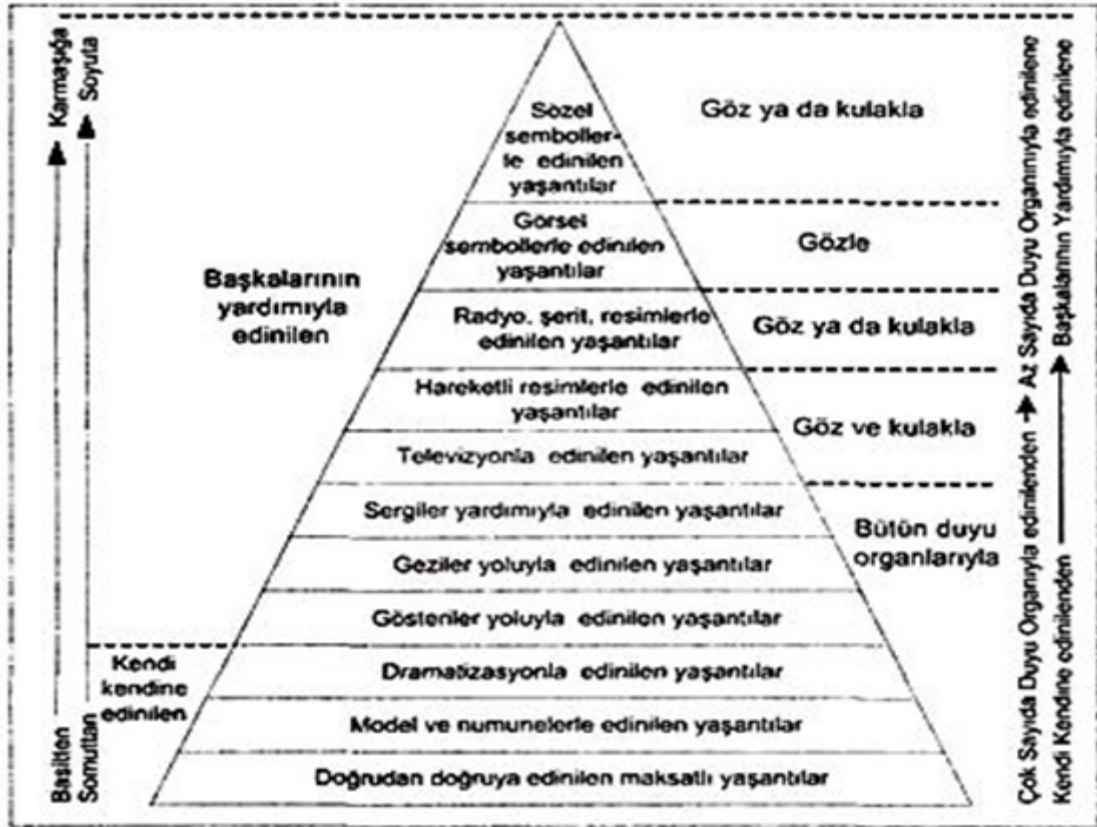 Sözel
semboller-
le edinilen
yaşantılar
Göz ya da kulakla
Görsel
sembollerle edinilen
yaşantılar
Gözle
Başkalarının
yardımıyla
edinilen
Radyo, şerit, resimlerle
edinilen yaşantılar
Göz ya da kulakla
Hareketli resimlerle edinilen
yaşantılar
Göz ve kulakla
Televizyonla edinilen yaşantılar
Sergiler yardımıyla edinilen yaşantılar
Bütün duyu
organlarıyla
Geziler yoluyla edinilen yaşantılar
Gösteriler yoluyla edinilen yaşantılar
Kendi
kendine
edinilen
Dramatizasyonla edinilen yaşantılar
Model ve numunelerle edinilen yaşantılar
Doğrudan doğruya edinilen maksatlı yaşantılar
Basitten
Karmaşığa
Somuttan
Soyuta
Çok Sayıda Duyu Organıyla edinilenden
Az Sayıda Duyu Organınıyla edinilene
Kendi Kendine edinilenden
Başkalarının Yardımıyla edinilene